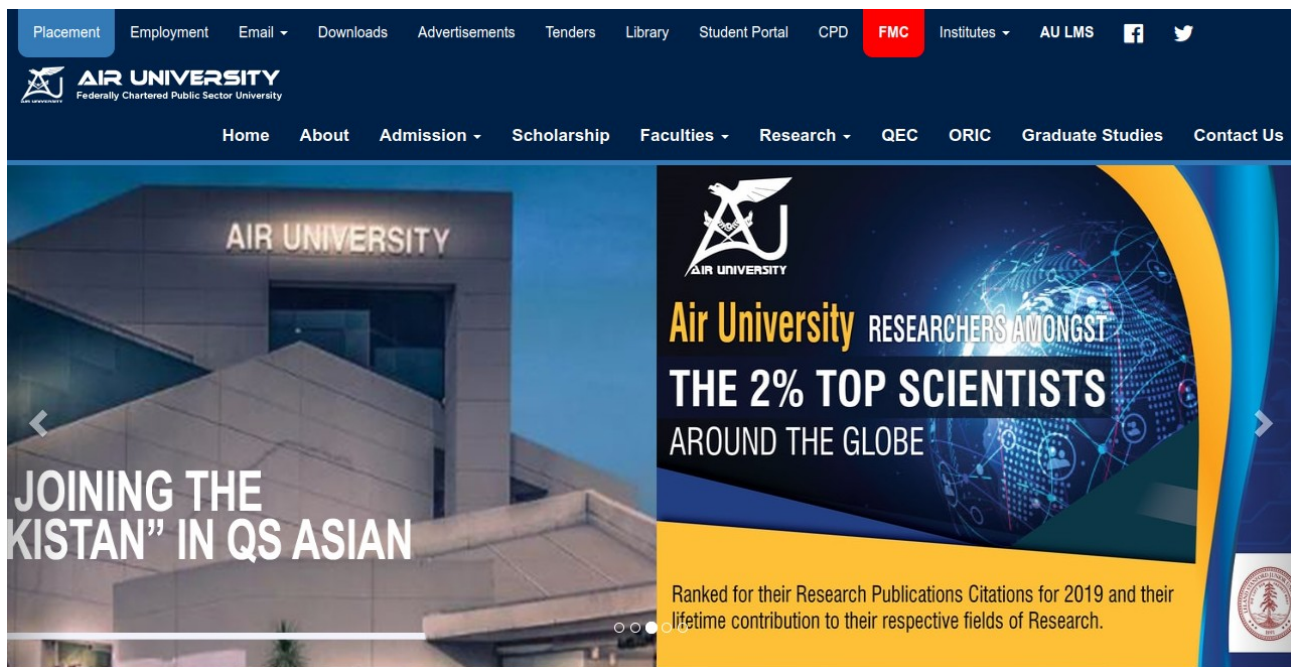 Placement Employment Email Downloads Advertisements Tenders Library Student Portal CPD FMC Institutes AU LMS
AIR UNIVERSITY
Federally Chartered Public Sector University
Home About Admission Scholarship Faculties Research QEC ORIC Graduate Studies Contact Us
AIR UNIVERSITY
JOINING THE
KISTAN” IN QS ASIAN
AIR UNIVERSITY
Air University RESEARCHERS AMONGST
THE 2% TOP SCIENTISTS
AROUND THE GLOBE
Ranked for their Research Publications Citations for 2019 and their
lifetime contribution to their respective fields of Research.